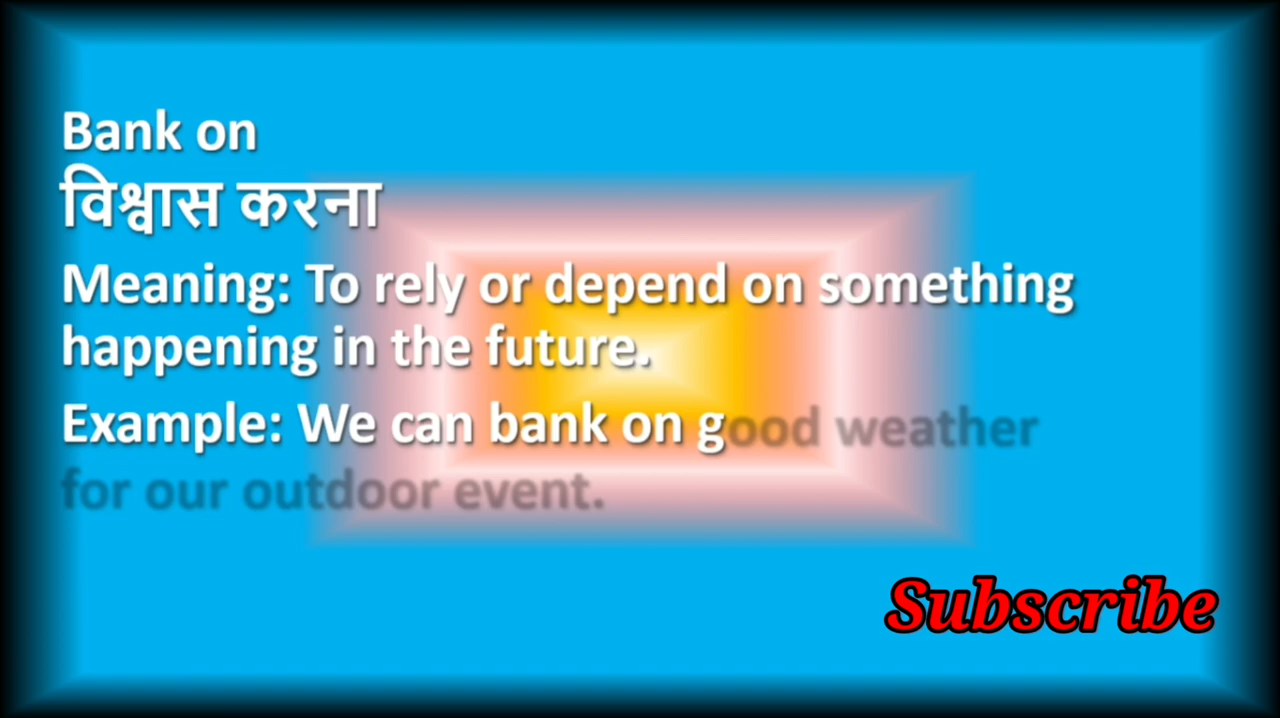 Bank on
विश्वास करना
Meaning: To rely or depend on something
happening in the future.
Example: We can bank on good weather
for our outdoor event.
Subscribe